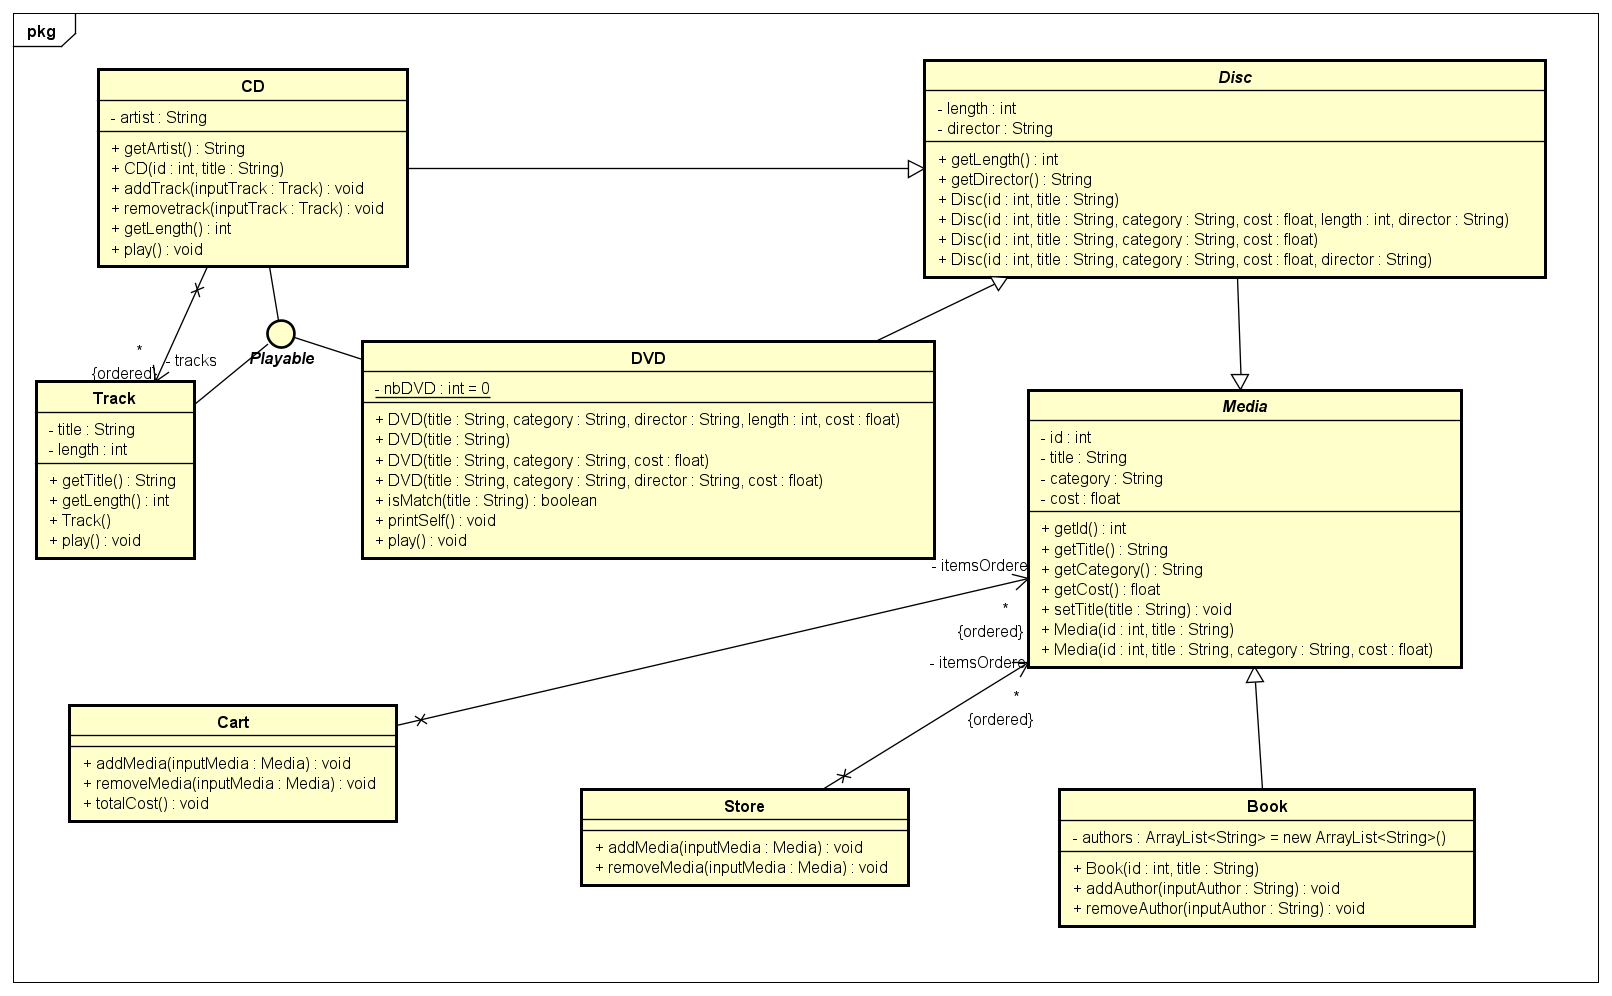 pkg
CD
- artist : String
+ getArtist() : String
+ CD(id : int, title : String)
+ addTrack(inputTrack : Track) : void
+ removetrack(inputTrack : Track) : void
+ getLength() : int
+ play() : void
Disc
- length : int
- director : String
+ getLength() : int
+ getDirector() : String
+ Disc(id : int, title : String)
+ Disc(id : int, title : String, category : String, cost : float, length : int, director : String)
+ Disc(id : int, title : String, category : String, cost : float)
+ Disc(id : int, title : String, category : String, cost : float, director : String)
*
- tracks
{ordered}
Playable
Track
- title : String
- length : int
+ getTitle() : String
+ getLength() : int
+ Track()
+ play() : void
DVD
- nbDVD : int = 0
+ DVD(title : String, category : String, director : String, length : int, cost : float)
+ DVD(title : String)
+ DVD(title : String, category : String, cost : float)
+ DVD(title : String, category : String, director : String, cost : float)
+ isMatch(title : String) : boolean
+ printSelf() : void
+ play() : void
Media
- id : int
- title : String
- category : String
- cost : float
+ getId() : int
+ getTitle() : String
+ getCategory() : String
+ getCost() : float
+ setTitle(title : String) : void
+ Media(id : int, title : String)
+ Media(id : int, title : String, category : String, cost : float)
- itemsOrdere
*
{ordered}
- itemsOrdere
*
{ordered}
Cart
+ addMedia(inputMedia : Media) : void
+ removeMedia(inputMedia : Media) : void
+ totalCost() : void
Store
+ addMedia(inputMedia : Media) : void
+ removeMedia(inputMedia : Media) : void
Book
- authors : ArrayList<String> = new ArrayList<String>()
+ Book(id : int, title : String)
+ addAuthor(inputAuthor : String) : void
+ removeAuthor(inputAuthor : String) : void